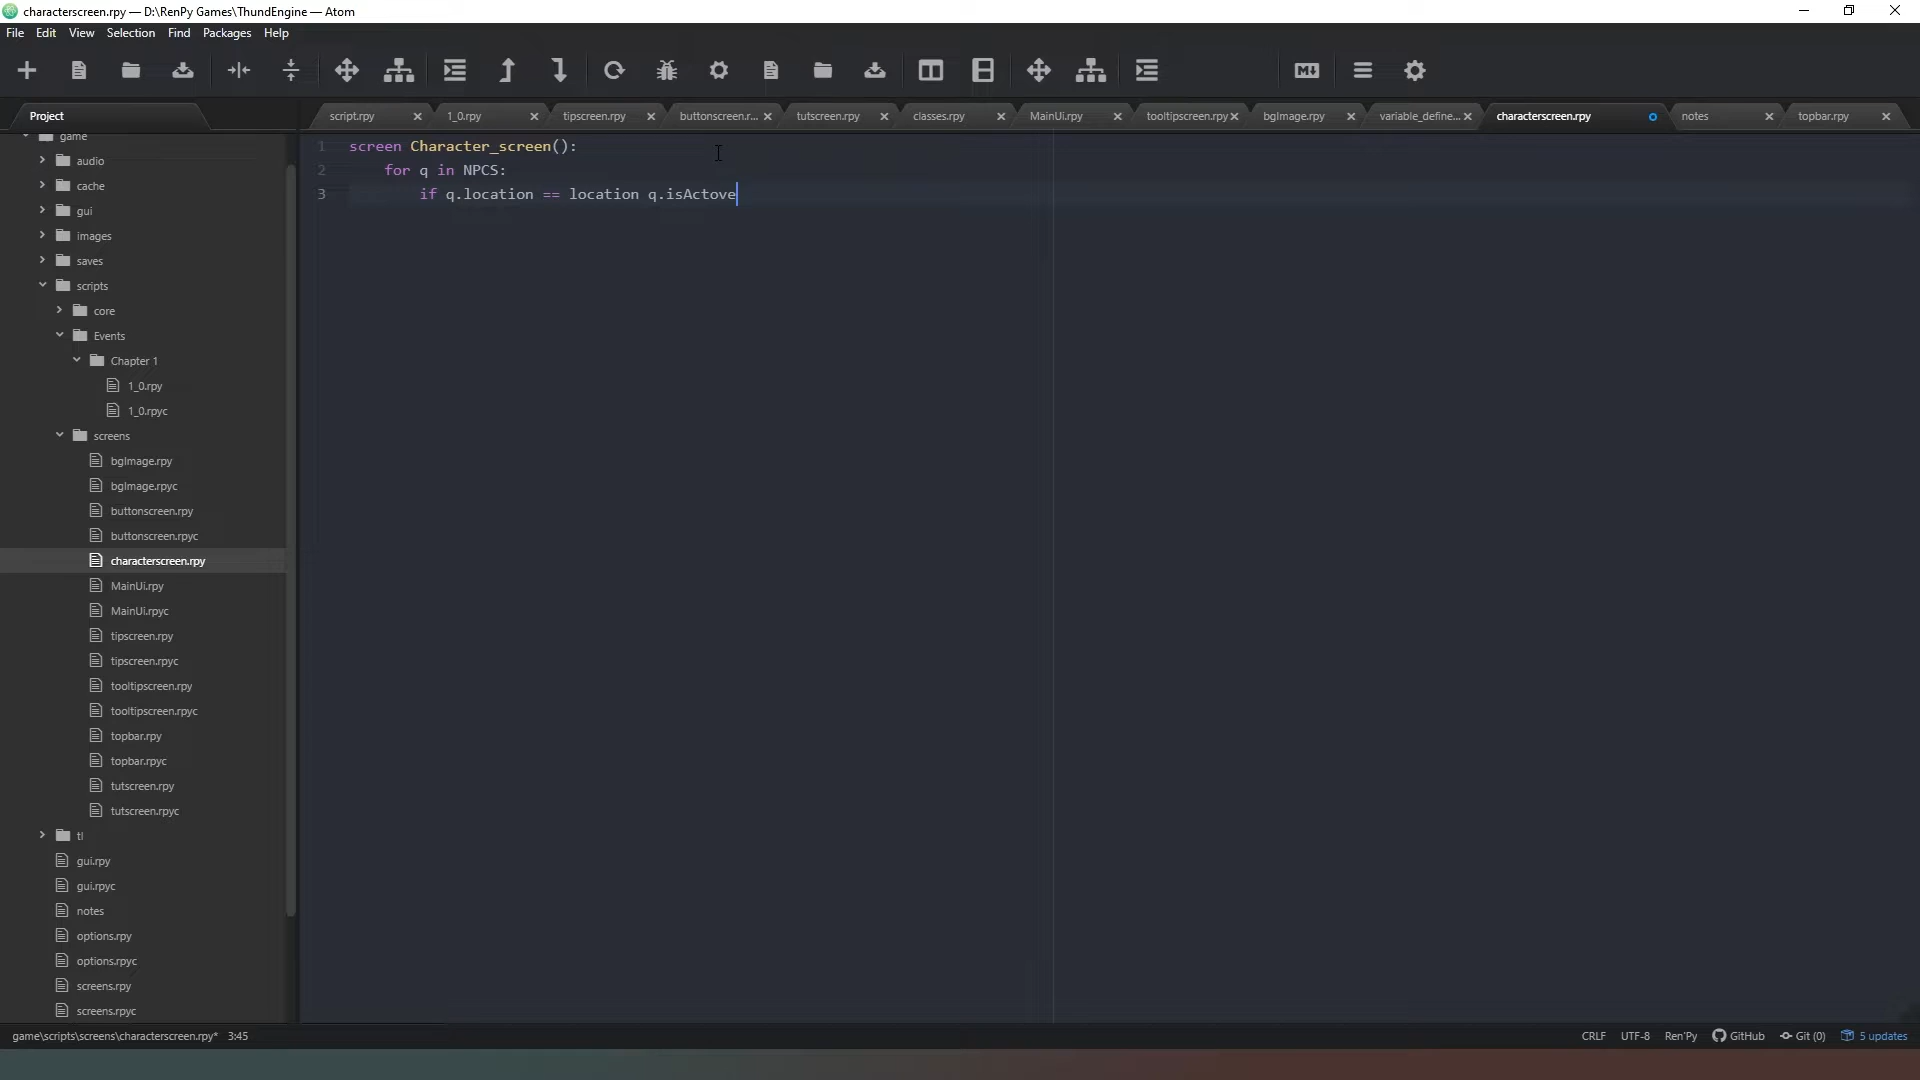 characterscreen.rpy — D:\RenPy Games\ThundEngine — Atom
File Edit View Selection Find Packages Help
Project
script.rpy 1_0.rpy tipscreen.rpy buttonscreen.r... tutscreen.rpy classes.rpy MainUi.rpy tooltipscreen.rpy bgImage.rpy variable_define... characterscreen.rpy notes topbar.rpy
game
audio
cache
gui
images
saves
scripts
core
Events
Chapter 1
1_0.rpy
1_0.rpyc
screens
bgImage.rpy
bgImage.rpyc
buttonscreen.rpy
buttonscreen.rpyc
characterscreen.rpy
MainUi.rpy
MainUi.rpyc
tipscreen.rpy
tipscreen.rpyc
tooltipscreen.rpy
tooltipscreen.rpyc
topbar.rpy
topbar.rpyc
tutscreen.rpy
tutscreen.rpyc
tl
gui.rpy
gui.rpyc
notes
options.rpy
options.rpyc
screens.rpy
screens.rpyc
1 screen Character_screen():
2 for q in NPCS:
3 if q.location == location q.isActove
game\scripts\screens\characterscreen.rpy* 3:45
CRLF UTF-8 Ren'Py GitHub Git (0) 5 updates